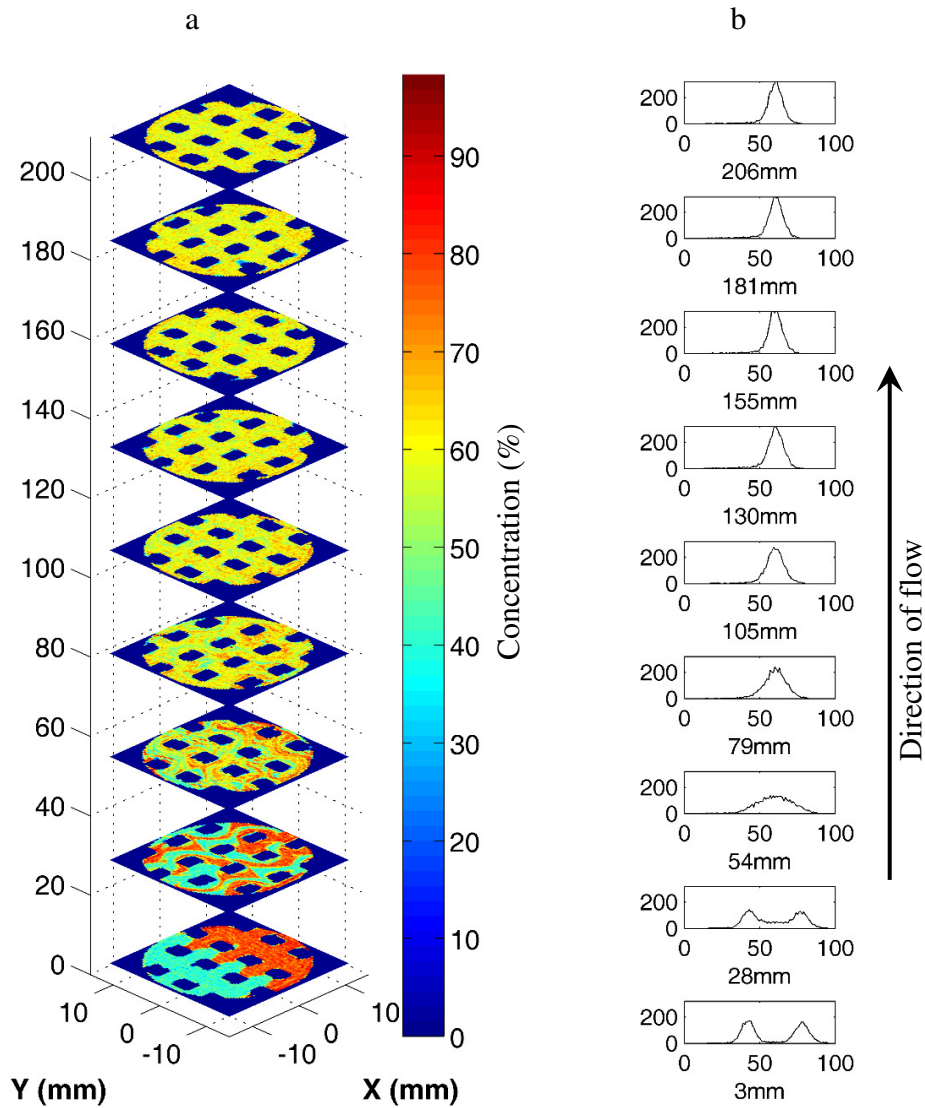 a
200
180
160
140
120
100
80
60
40
20
0
10
0
-10
Y (mm)
-10
0
10
X (mm)
90
80
70
60
50
40
30
20
10
0
Concentration (%)
b
200
0
0 50 100
206mm
200
0
0 50 100
181mm
200
0
0 50 100
155mm
200
0
0 50 100
130mm
200
0
0 50 100
105mm
200
0
0 50 100
79mm
200
0
0 50 100
54mm
200
0
0 50 100
28mm
200
0
0 50 100
3mm
Direction of flow